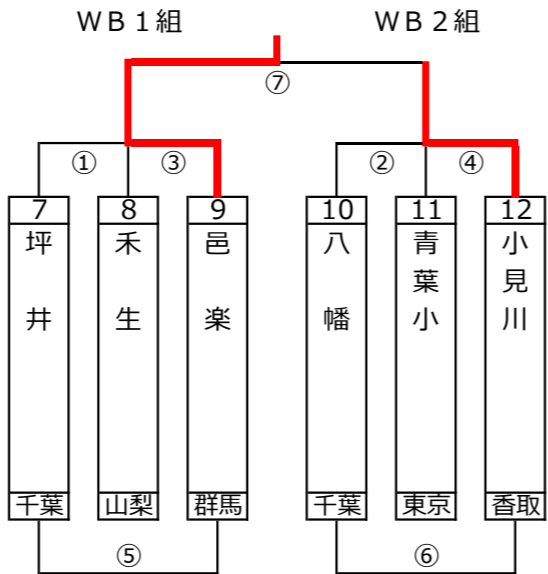 WB1組 WB2組
⑦
① ③ ② ④
7 8 9 10 11 12
坪井 禾生 邑楽 八幡 青葉小 小見川
千葉 山梨 群馬 千葉 東京 香取
⑤ ⑥